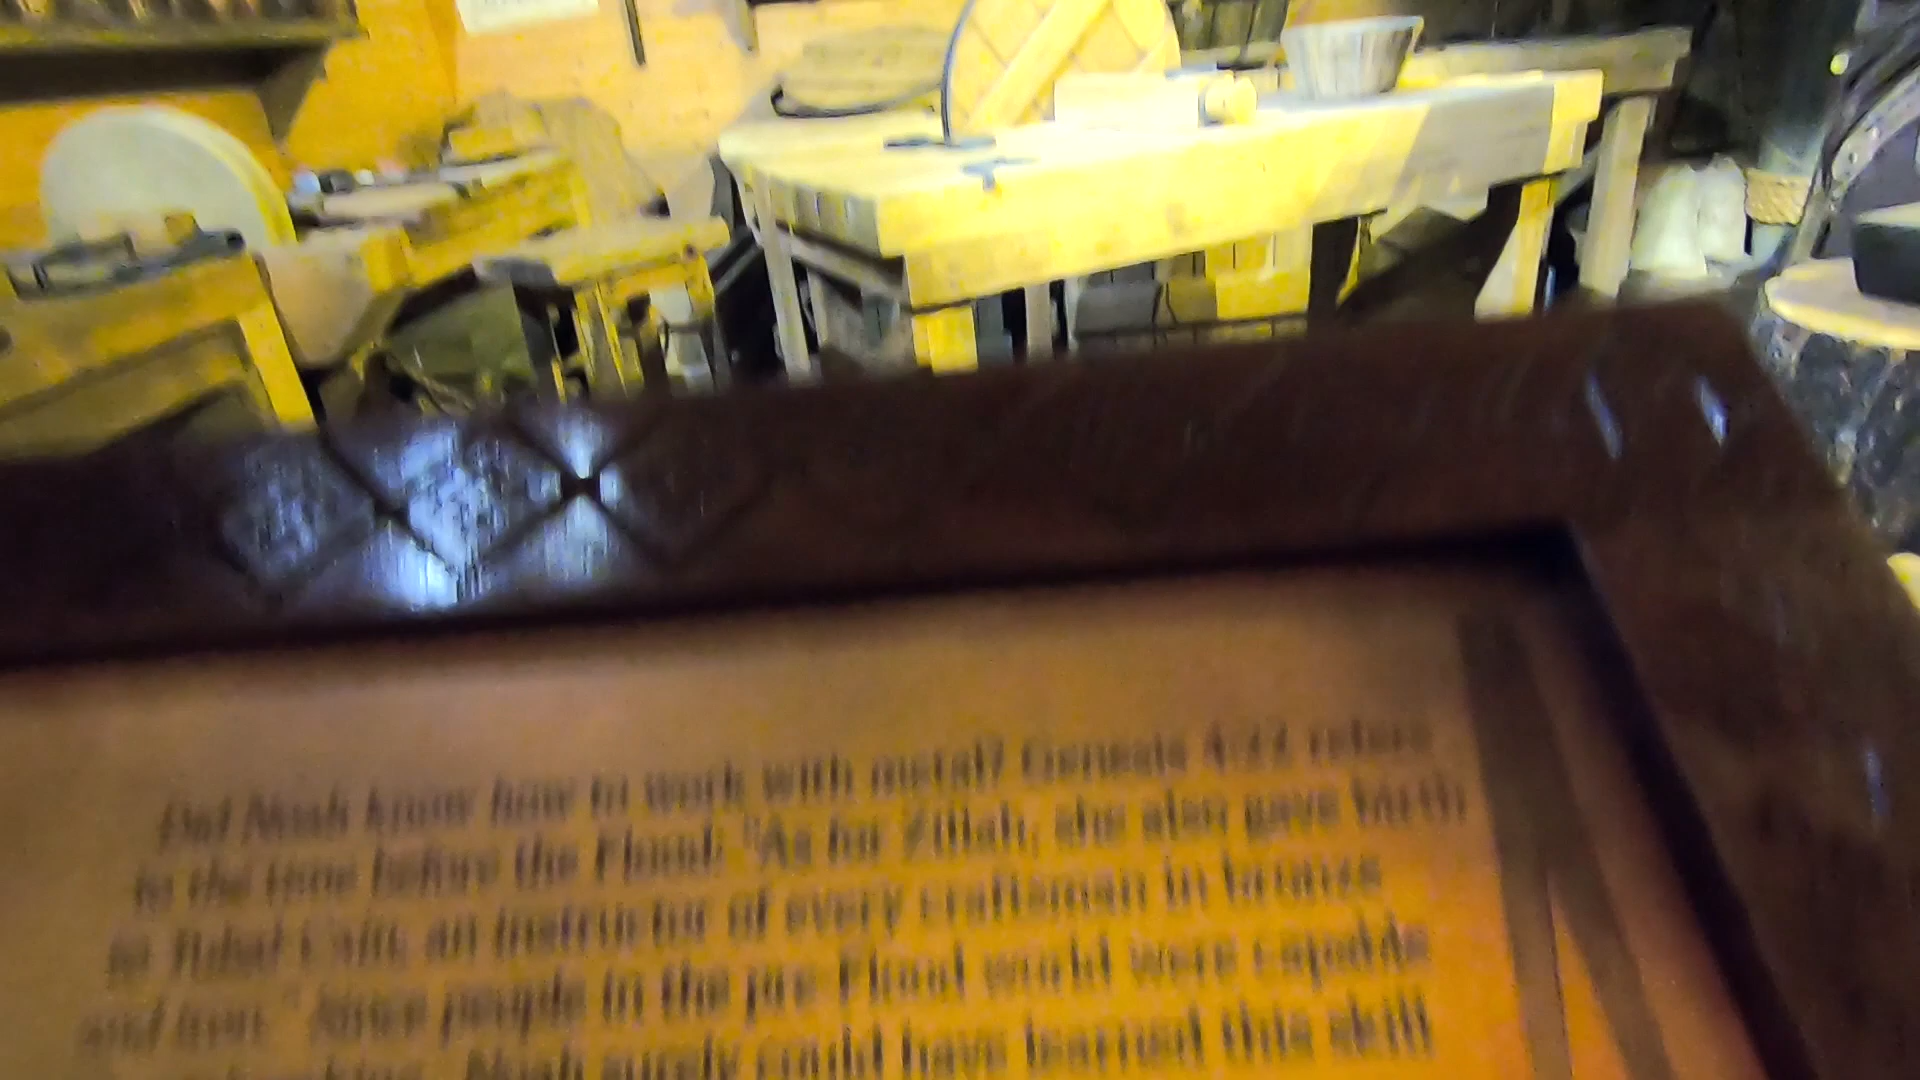 Did Noah know how to work with metal? Genesis 4:22 refers
to the time before the Flood: "As for Zillah, she also gave birth
to Tubal-Cain, an instructor of every craftsman in bronze
and iron." Since people in the pre-Flood world were capable
Noah surely could have learned this skill